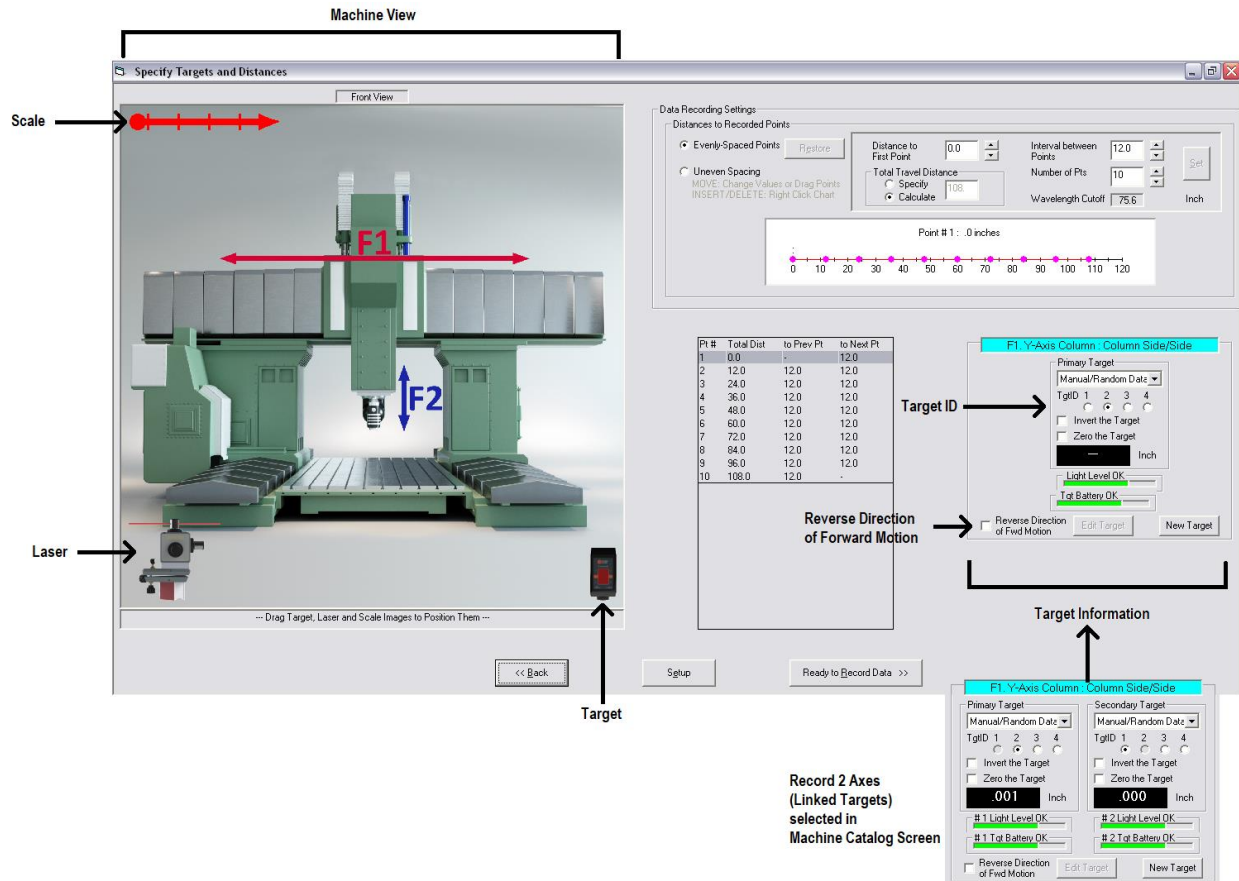 Machine View
Specify Targets and Distances
Front View
Scale
F1
F2
Laser
--- Drag Target, Laser and Scale Images to Position Them ---
Data Recording Settings
Distances to Recorded Points
Evenly-Spaced Points
Restore
Uneven Spacing
MOVE: Change Values or Drag Points
INSERT/DELETE: Right Click Chart
Distance to
First Point
0.0
Total Travel Distance
Specify
108.
Calculate
Interval between
Points
12.0
Number of Pts
10
Set
Wavelength Cutoff 75.6 Inch
Point # 1 : .0 inches
0 10 20 30 40 50 60 70 80 90 100 110 120
Pt # Total Dist to Prev Pt to Next Pt
1 0.0 - 12.0
2 12.0 12.0 12.0
3 24.0 12.0 12.0
4 36.0 12.0 12.0
5 48.0 12.0 12.0
6 60.0 12.0 12.0
7 72.0 12.0 12.0
8 84.0 12.0 12.0
9 96.0 12.0 12.0
10 108.0 12.0 -
F1. Y-Axis Column : Column Side/Side
Primary Target
Manual/Random Data
Target ID
TgtID 1 2 3 4
Invert the Target
Zero the Target
Inch
Light Level OK
Tgt Battery OK
Reverse Direction
of Forward Motion
Reverse Direction
of Fwd Motion
Edit Target
New Target
Target Information
<< Back
Setup
Ready to Record Data >>
Target
Record 2 Axes
(Linked Targets)
selected in
Machine Catalog Screen
F1. Y-Axis Column : Column Side/Side
Primary Target
Manual/Random Data
TgtID 1 2 3 4
Invert the Target
Zero the Target
.001 Inch
# 1 Light Level OK
# 1 Tgt Battery OK
Secondary Target
Manual/Random Data
TgtID 1 2 3 4
Invert the Target
Zero the Target
.000 Inch
# 2 Light Level OK
# 2 Tgt Battery OK
Reverse Direction
of Fwd Motion
Edit Target
New Target